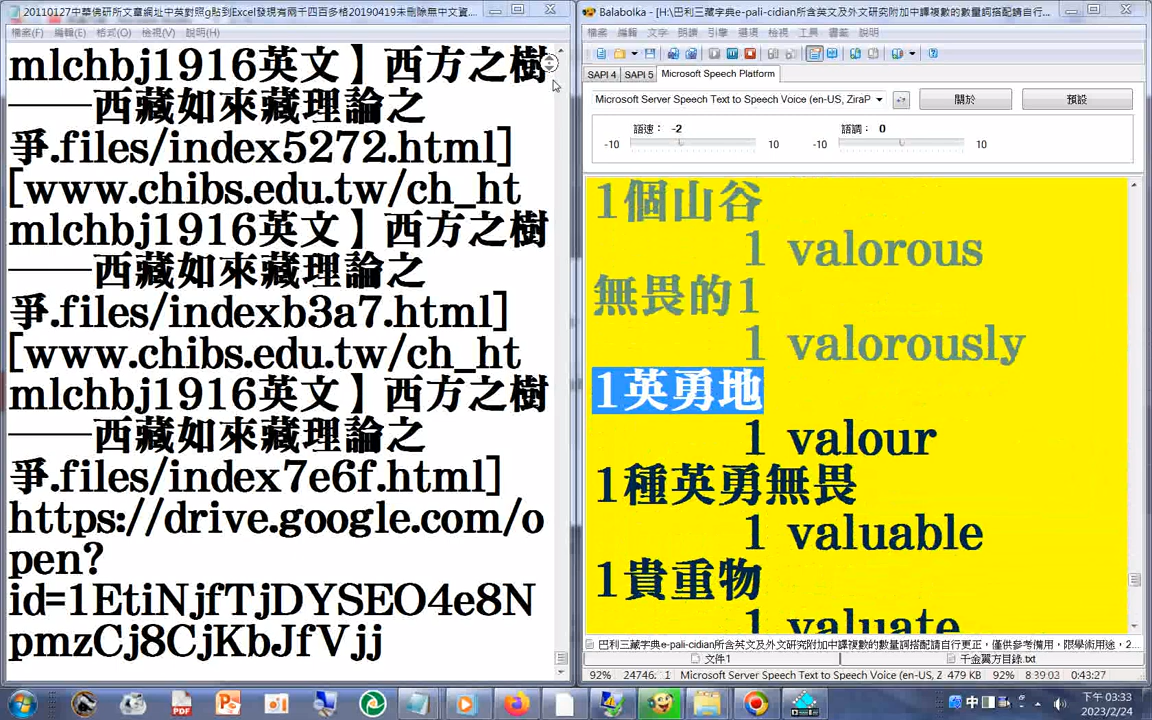 20110127中華佛研所文章網址中英對照g貼到Excel發現有兩千四百多格20190419未刪除無中文資...
檔案(F) 編輯(E) 格式(O) 檢視(V) 說明(H)
mlchbj1916英文】西方之樹
——西藏如來藏理論之
爭.files/index5272.html]
[www.chibs.edu.tw/ch_ht
mlchbj1916英文】西方之樹
——西藏如來藏理論之
爭.files/indexb3a7.html]
[www.chibs.edu.tw/ch_ht
mlchbj1916英文】西方之樹
——西藏如來藏理論之
爭.files/index7e6f.html]
https://drive.google.com/o
pen?
id=1EtiNjfTjDYSEO4e8N
pmzCj8CjKbJfVjj
Balabolka - [H:\巴利三藏字典e-pali-cidian所含英文及外文研究附加中譯複數的數量詞搭配請自行...
檔案 編輯 文字 朗讀 引擎 選項 檢視 工具 書籤 說明
SAPI 4 SAPI 5 Microsoft Speech Platform
Microsoft Server Speech Text to Speech Voice (en-US, ZiraP
關於
預設
語速： -2
語調： 0
-10 10 -10 10
1個山谷
1 valorous
無畏的1
1 valorously
1英勇地
1 valour
1種英勇無畏
1 valuable
1貴重物
1 valuate
巴利三藏字典e-pali-cidian所含英文及外文研究附加中譯複數的數量詞搭配請自行更正，僅供參考備用，限學術用途，2...
文件1 千金翼方目錄.txt
92% 24746: 1 Microsoft Server Speech Text to Speech Voice (en-US, Z 479 KB 92% 8:39:03 0:43:27
中
下午 03:33
2023/2/24